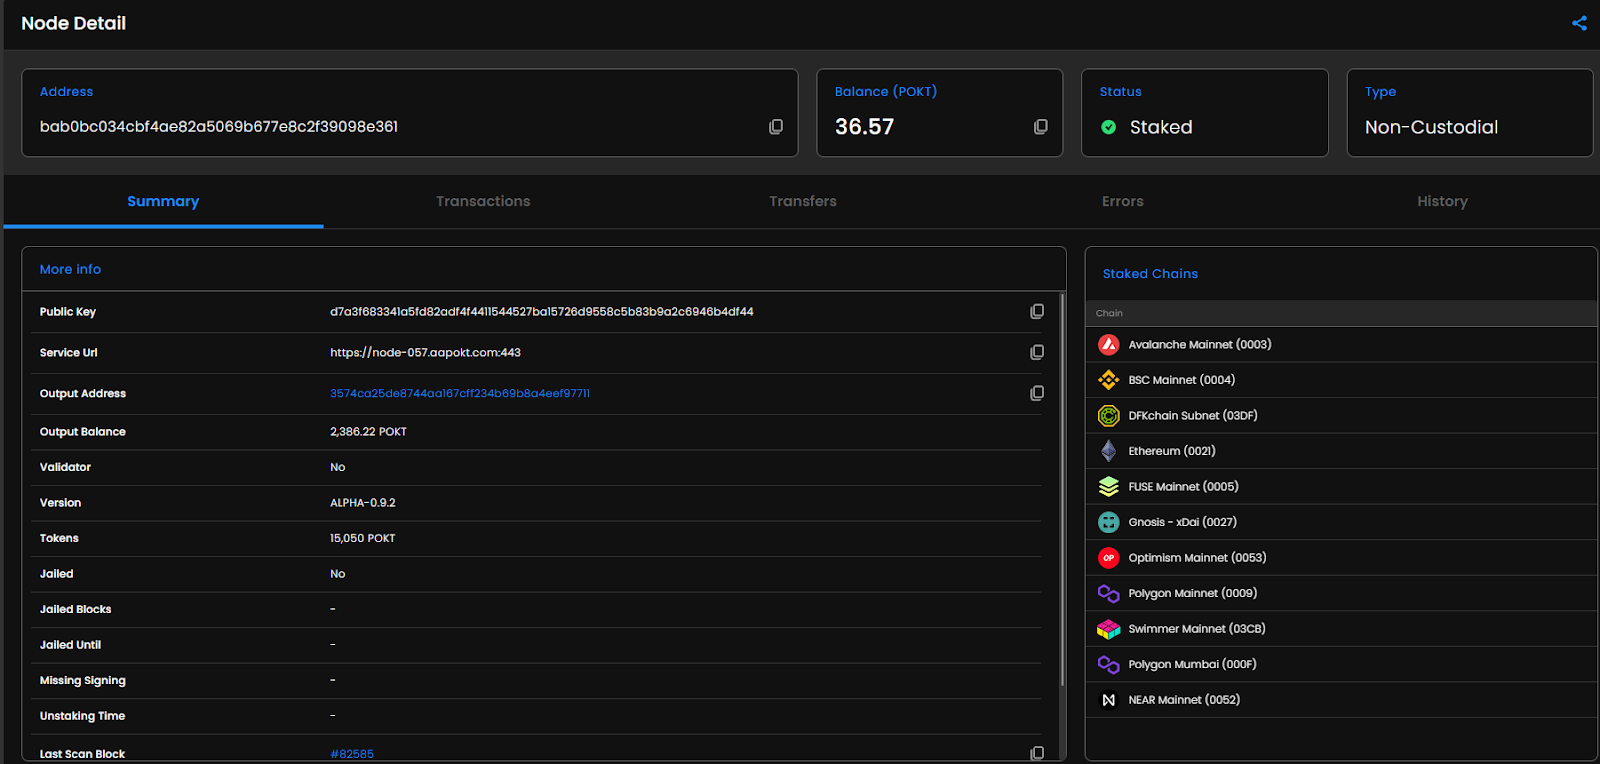 Node Detail
Address
bab0bc034cbf4ae82a5069b677e8c2f39098e361
Balance (POKT)
36.57
Status
Staked
Type
Non-Custodial
Summary
Transactions
Transfers
Errors
History
More info
Public Key
d7a3f683341a5fd82adf4f4411544527ba15726d9558c5b83b9a2c6946b4df44
Service Url
https://node-057.aapokt.com:443
Output Address
3574ca25de8744aa167cff234b69b8a4eef97711
Output Balance
2,386.22 POKT
Validator
No
Version
ALPHA-0.9.2
Tokens
15,050 POKT
Jailed
No
Jailed Blocks
-
Jailed Until
-
Missing Signing
-
Unstaking Time
-
Last Scan Block
#82585
Staked Chains
Chain
Avalanche Mainnet (0003)
BSC Mainnet (0004)
DFKchain Subnet (03DF)
Ethereum (0021)
FUSE Mainnet (0005)
Gnosis - xDai (0027)
OP
Optimism Mainnet (0053)
Polygon Mainnet (0009)
Swimmer Mainnet (03CB)
Polygon Mumbai (000F)
NEAR Mainnet (0052)